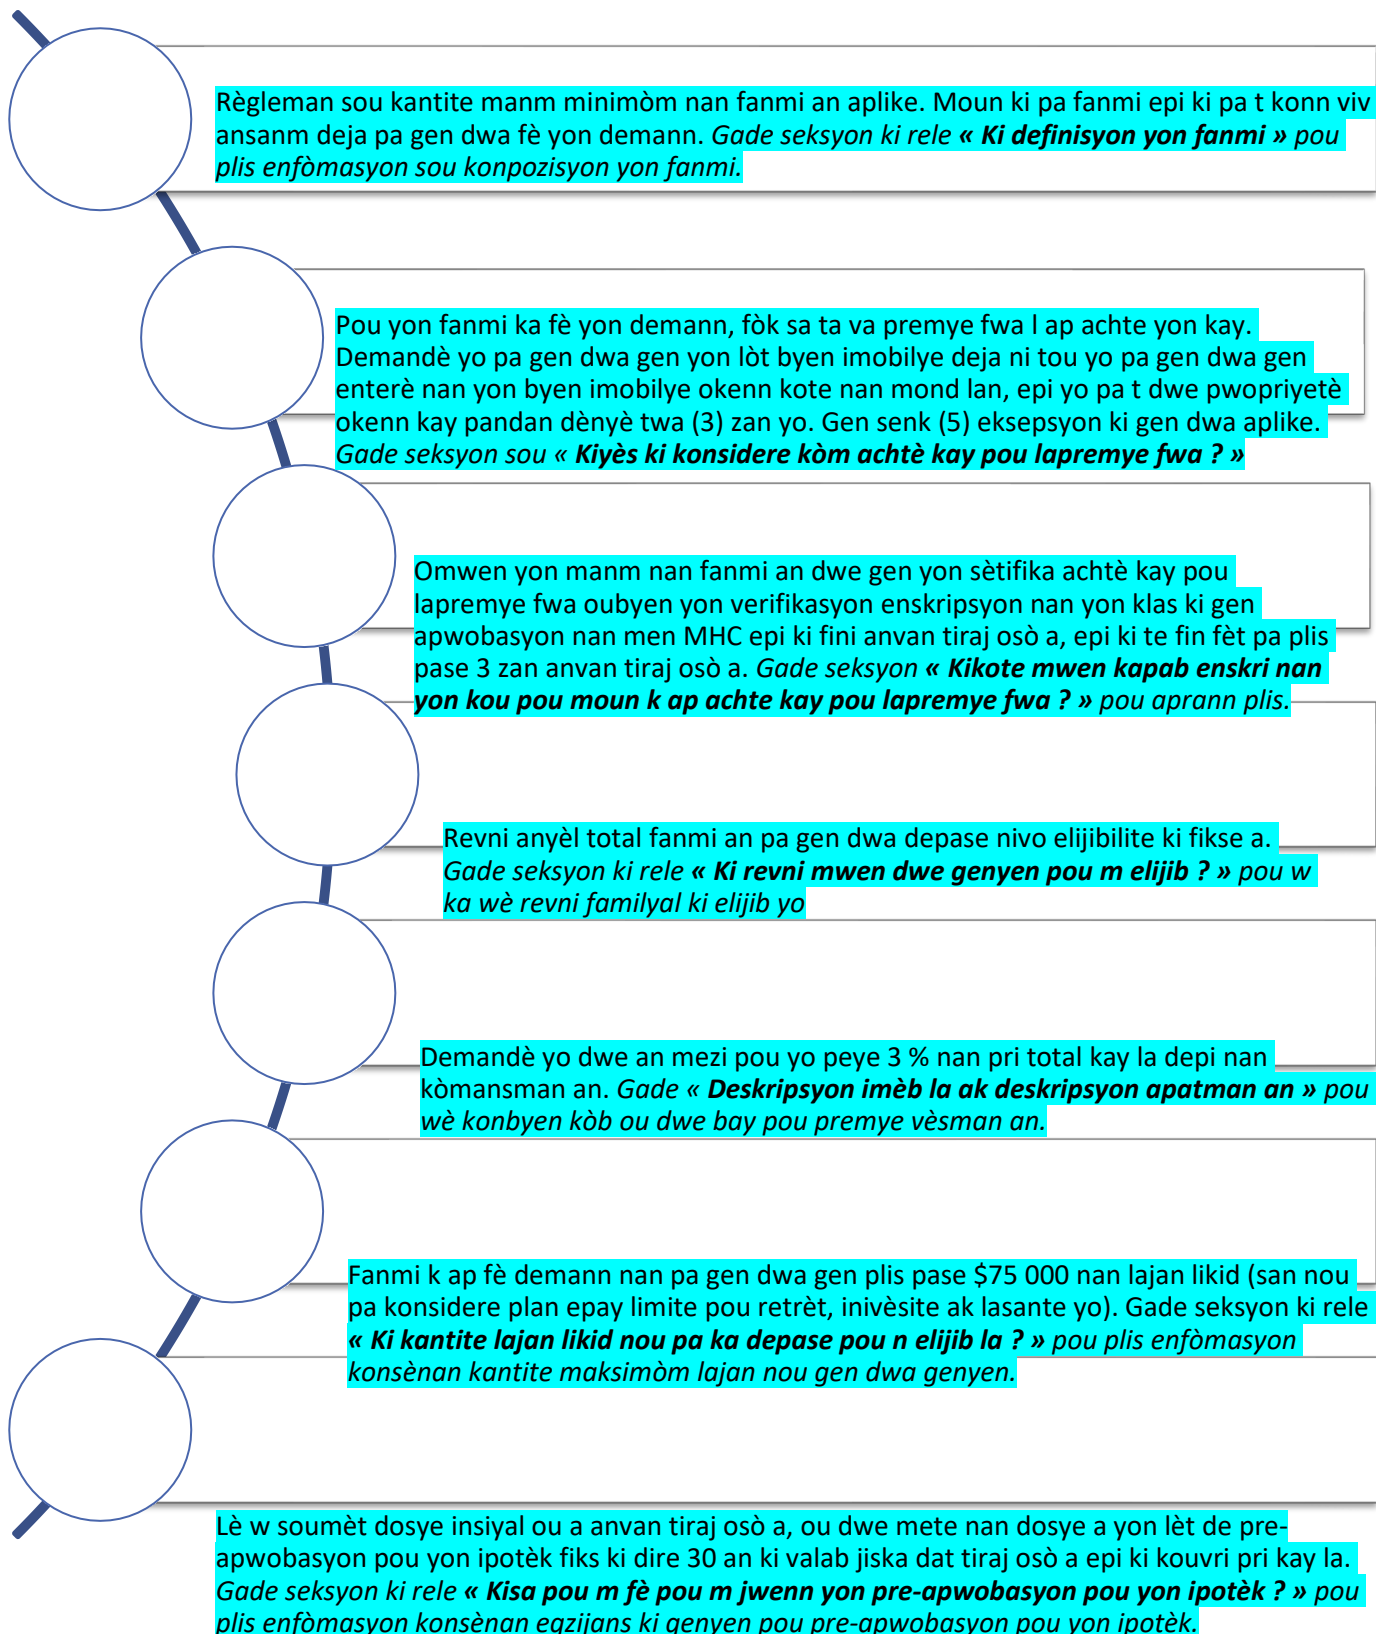 Règleman sou kantite manm minimòm nan fanmi an aplike. Moun ki pa fanmi epi ki pa t konn viv
ansanm deja pa gen dwa fè yon demann. Gade seksyon ki rele « Ki definisyon yon fanmi » pou
plis enfòmasyon sou konpozisyon yon fanmi.
Pou yon fanmi ka fè yon demann, fòk sa ta va premye fwa l ap achte yon kay.
Demandè yo pa gen dwa gen yon lòt byen imobilye deja ni tou yo pa gen dwa gen
enterè nan yon byen imobilye okenn kote nan mond lan, epi yo pa t dwe pwopriyetè
okenn kay pandan dènyè twa (3) zan yo. Gen senk (5) eksepsyon ki gen dwa aplike.
Gade seksyon sou « Kiyès ki konsidere kòm achtè kay pou lapremye fwa ? »
Omwen yon manm nan fanmi an dwe gen yon sètifika achtè kay pou
lapremye fwa oubyen yon verifikasyon enskripsyon nan yon klas ki gen
apwobasyon nan men MHC epi ki fini anvan tiraj osò a, epi ki te fin fèt pa plis
pase 3 zan anvan tiraj osò a. Gade seksyon « Kikote mwen kapab enskri nan
yon kou pou moun k ap achte kay pou lapremye fwa ? » pou aprann plis.
Revni anyèl total fanmi an pa gen dwa depase nivo elijibilite ki fikse a.
Gade seksyon ki rele « Ki revni mwen dwe genyen pou m elijib ? » pou w
ka wè revni familyal ki elijib yo
Demandè yo dwe an mezi pou yo peye 3 % nan pri total kay la depi nan
kòmansman an. Gade « Deskripsyon imèb la ak deskripsyon apatman an » pou
wè konbyen kòb ou dwe bay pou premye vèsman an.
Fanmi k ap fè demann nan pa gen dwa gen plis pase $75 000 nan lajan likid (san nou
pa konsidere plan epay limite pou retrèt, inivèsite ak lasante yo). Gade seksyon ki rele
« Ki kantite lajan likid nou pa ka depase pou n elijib la ? » pou plis enfòmasyon
konsènan kantite maksimòm lajan nou gen dwa genyen.
Lè w soumèt dosye insiyal ou a anvan tiraj osò a, ou dwe mete nan dosye a yon lèt de pre-
apwobasyon pou yon ipotèk fiks ki dire 30 an ki valab jiska dat tiraj osò a epi ki kouvri pri kay la.
Gade seksyon ki rele « Kisa pou m fè pou m jwenn yon pre-apwobasyon pou yon ipotèk ? » pou
plis enfòmasyon konsènan egzijans ki genyen pou pre-apwobasyon pou yon ipotèk.